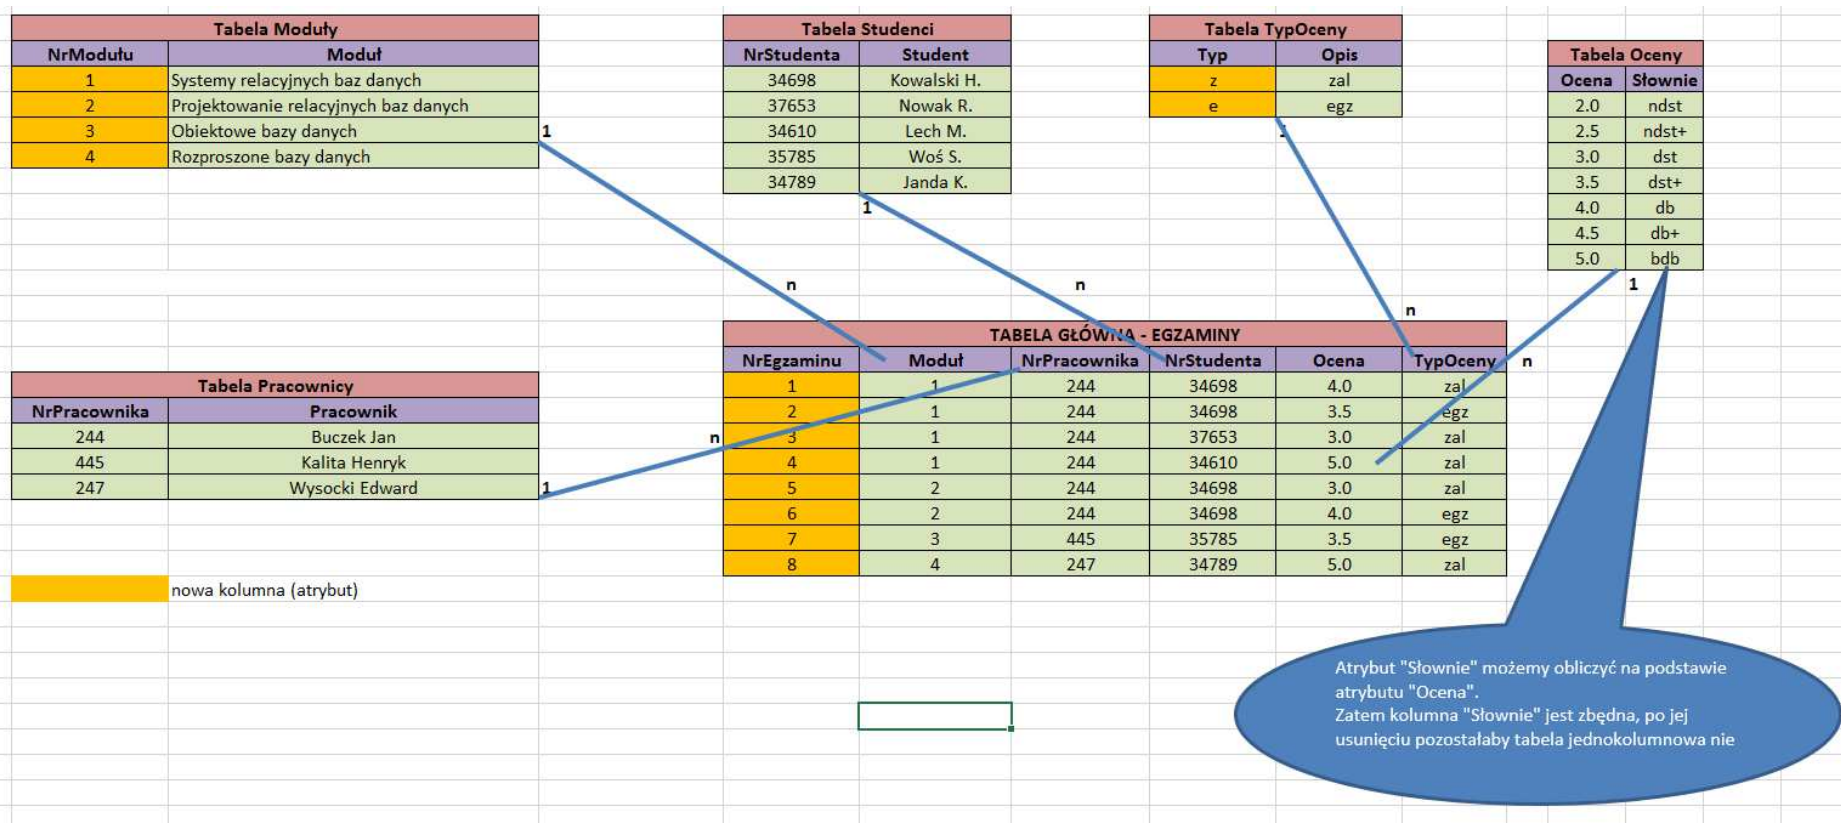 Tabela Moduły
NrModułu Moduł
1 Systemy relacyjnych baz danych
2 Projektowanie relacyjnych baz danych
3 Obiektowe bazy danych
4 Rozproszone bazy danych
1
Tabela Studenci
NrStudenta Student
34698 Kowalski H.
37653 Nowak R.
34610 Lech M.
35785 Woś S.
34789 Janda K.
1
Tabela TypOceny
Typ Opis
z zal
e egz
1
Tabela Oceny
Ocena Słownie
2.0 ndst
2.5 ndst+
3.0 dst
3.5 dst+
4.0 db
4.5 db+
5.0 bdb
1
n
n
n
TABELA GŁÓWNA - EGZAMINY
NrEgzaminu Moduł NrPracownika NrStudenta Ocena TypOceny
n
1 1 244 34698 4.0 zal
2 1 244 34698 3.5 egz
3 1 244 37653 3.0 zal
4 1 244 34610 5.0 zal
5 2 244 34698 3.0 zal
6 2 244 34698 4.0 egz
7 3 445 35785 3.5 egz
8 4 247 34789 5.0 zal
Tabela Pracownicy
NrPracownika Pracownik
244 Buczek Jan
445 Kalita Henryk
247 Wysocki Edward
n
1
nowa kolumna (atrybut)
Atrybut "Słownie" możemy obliczyć na podstawie
atrybutu "Ocena".
Zatem kolumna "Słownie" jest zbędna, po jej
usunięciu pozostałaby tabela jednokolumnowa nie